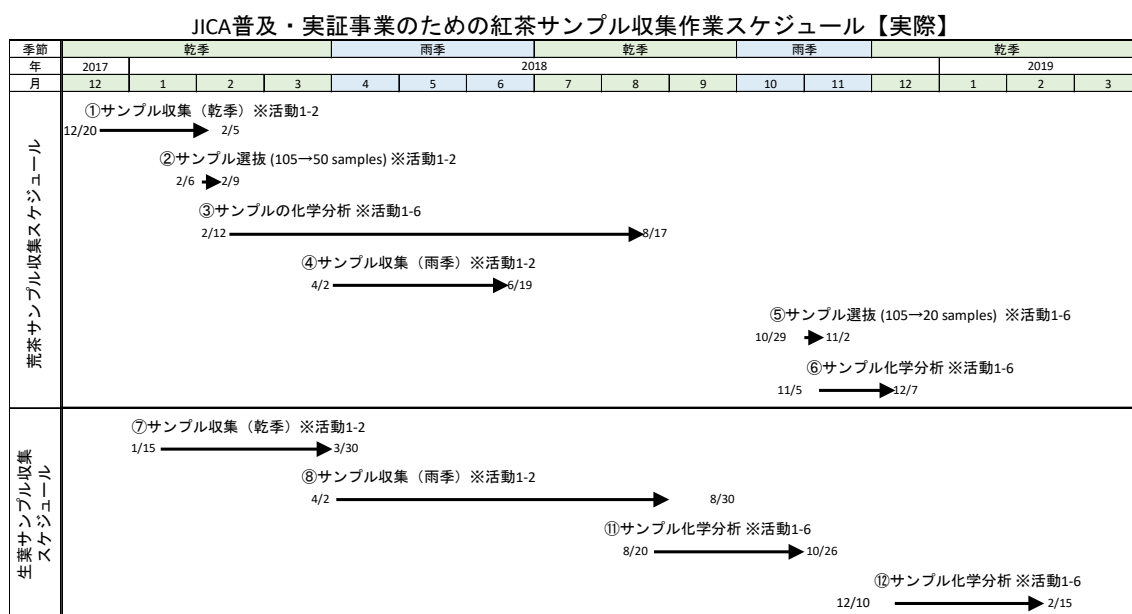 JICA普及・実証事業のための紅茶サンプル収集作業スケジュール【実際】
季節 乾季 雨季 乾季 雨季 乾季
年 2017 2018 2019
月 12 1 2 3 4 5 6 7 8 9 10 11 12 1 2 3
荒茶サンプル収集スケジュール
①サンプル収集（乾季）※活動1-2
12/20 2/5
②サンプル選抜 (105→50 samples) ※活動1-2
2/6 2/9
③サンプルの化学分析 ※活動1-6
2/12 8/17
④サンプル収集（雨季）※活動1-2
4/2 6/19
⑤サンプル選抜 (105→20 samples) ※活動1-6
10/29 11/2
⑥サンプル化学分析 ※活動1-6
11/5 12/7
生葉サンプル収集
スケジュール
⑦サンプル収集（乾季）※活動1-2
1/15 3/30
⑧サンプル収集（雨季）※活動1-2
4/2 8/30
⑪サンプル化学分析 ※活動1-6
8/20 10/26
⑫サンプル化学分析 ※活動1-6
12/10 2/15